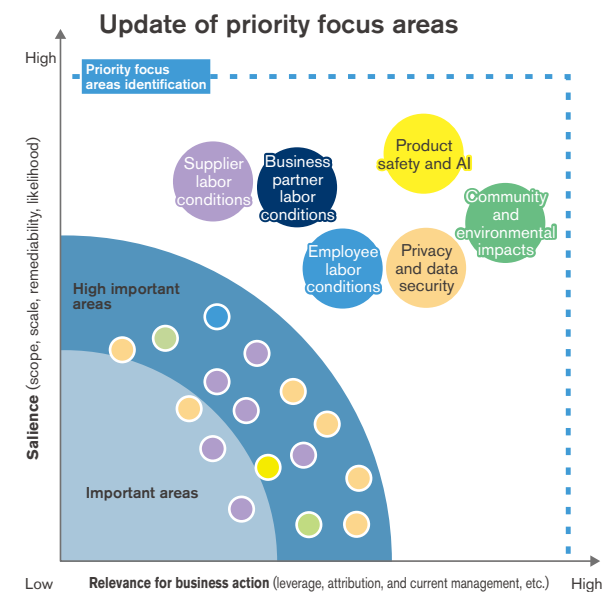 Update of priority focus areas
High
Priority focus
areas identification
Product
safety and AI
Supplier
labor
conditions
Business
partner
labor
conditions
Community
and
environmental
impacts
Employee
labor
conditions
Privacy
and data
security
High important
areas
Important areas
Salience (scope, scale, remediability, likelihood)
Low
Relevance for business action (leverage, attribution, and current management, etc.)
High